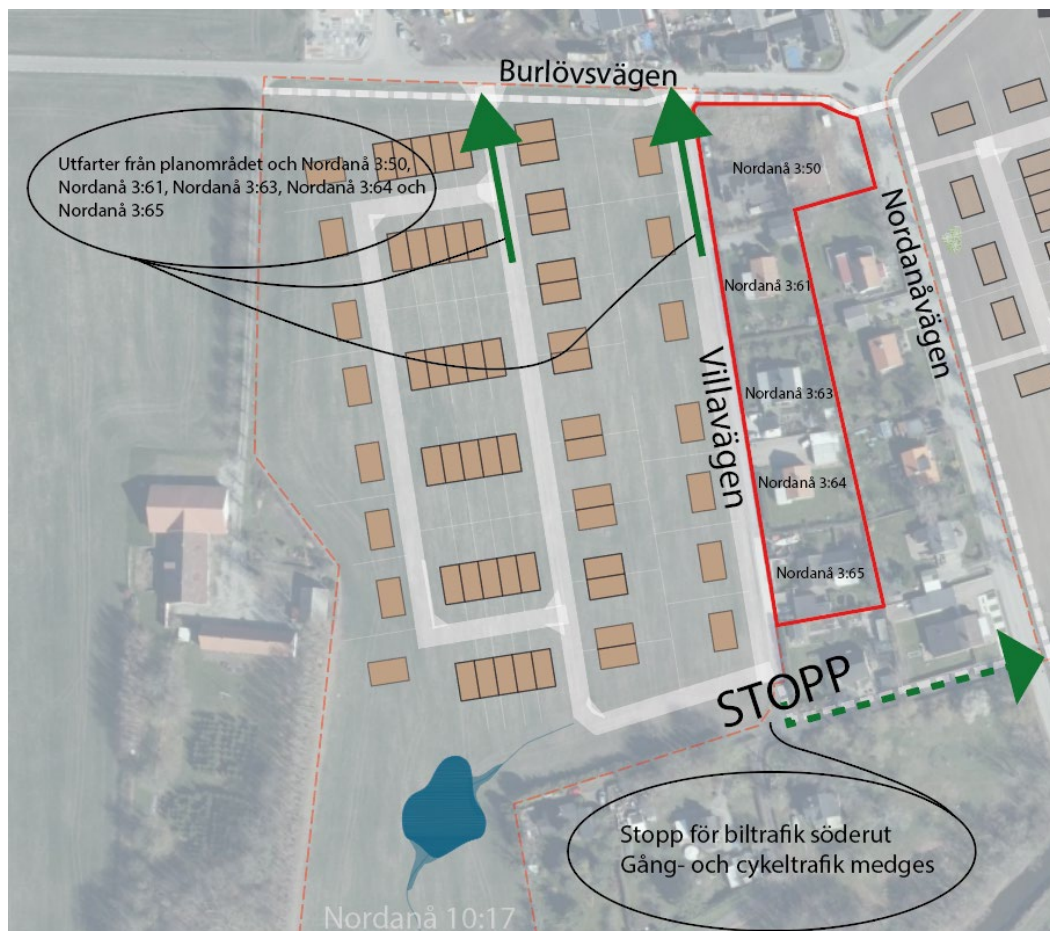 Burlövsvägen
Utfarter från planområdet och Nordanå 3:50,
Nordanå 3:61, Nordanå 3:63, Nordanå 3:64 och
Nordanå 3:65
Nordanå 3:50
Nordanåvägen
Nordanå 3:61
Villavägen
Nordanå 3:63
Nordanå 3:64
Nordanå 3:65
STOPP
Stopp för biltrafik söderut
Gång- och cykeltrafik medges
Nordanå 10:17